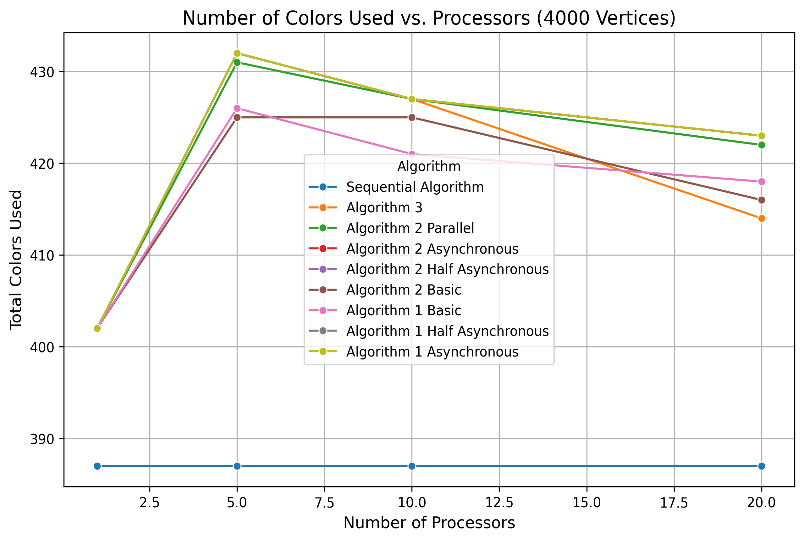 Number of Colors Used vs. Processors (4000 Vertices)
430
420
410
400
390
Total Colors Used
Algorithm
Sequential Algorithm
Algorithm 3
Algorithm 2 Parallel
Algorithm 2 Asynchronous
Algorithm 2 Half Asynchronous
Algorithm 2 Basic
Algorithm 1 Basic
Algorithm 1 Half Asynchronous
Algorithm 1 Asynchronous
2.5 5.0 7.5 10.0 12.5 15.0 17.5 20.0
Number of Processors